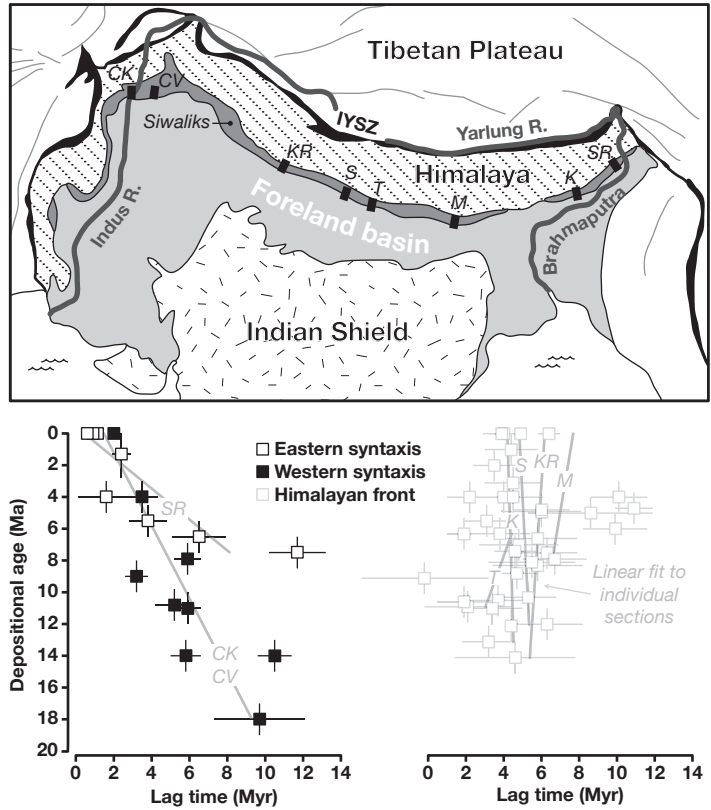 Tibetan Plateau
CK
CV
IYSZ
Siwaliks
Yarlung R.
KR
SR
Himalaya
S
K
T
M
Indus R.
Foreland basin
Brahmaputra
Indian Shield
0
2
4
6
8
10
12
14
16
18
20
Depositional age (Ma)
Eastern syntaxis
Western syntaxis
Himalayan front
SR
CK
CV
0 2 4 6 8 10 12 14
Lag time (Myr)
S
KR
M
K
T
Linear fit to
individual
sections
0 2 4 6 8 10 12 14
Lag time (Myr)